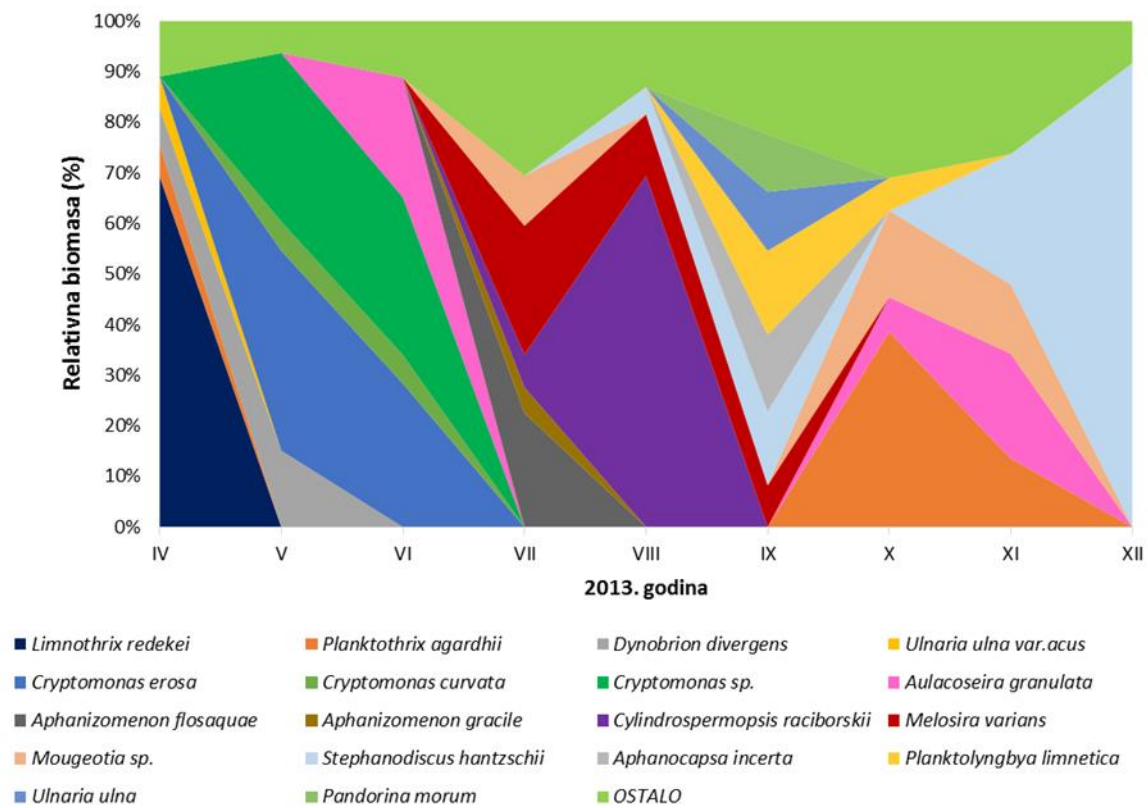 100%
90%
80%
70%
60%
50%
40%
30%
20%
10%
0%
Relativna biomasa (%)
IV V VI VII VIII IX X XI XII
2013. godina
Limnothrix redekei Planktothrix agardhii Dynobrion divergens Ulnaria ulna var.acus
Cryptomonas erosa Cryptomonas curvata Cryptomonas sp. Aulacoseira granulata
Aphanizomenon flosaquae Aphanizomenon gracile Cylindrospermopsis raciborskii Melosira varians
Mougeotia sp. Stephanodiscus hantzschii Aphanocapsa incerta Planktolyngbya limnetica
Ulnaria ulna Pandorina morum OSTALO